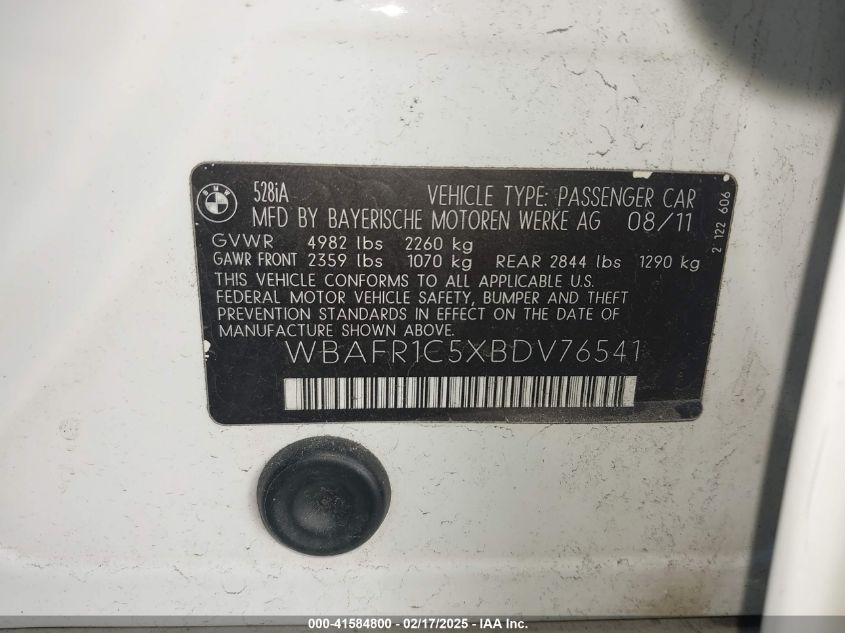 BMW
528iA VEHICLE TYPE: PASSENGER CAR
MFD BY BAYERISCHE MOTOREN WERKE AG 08/11
GVWR 4982 lbs 2260 kg
GAWR FRONT 2359 lbs 1070 kg REAR 2844 lbs 1290 kg
THIS VEHICLE CONFORMS TO ALL APPLICABLE U.S.
FEDERAL MOTOR VEHICLE SAFETY, BUMPER AND THEFT
PREVENTION STANDARDS IN EFFECT ON THE DATE OF
MANUFACTURE SHOWN ABOVE.
WBAFR1C5XBDV76541
2 122 606
000-41584800 - 02/17/2025 - IAA Inc.